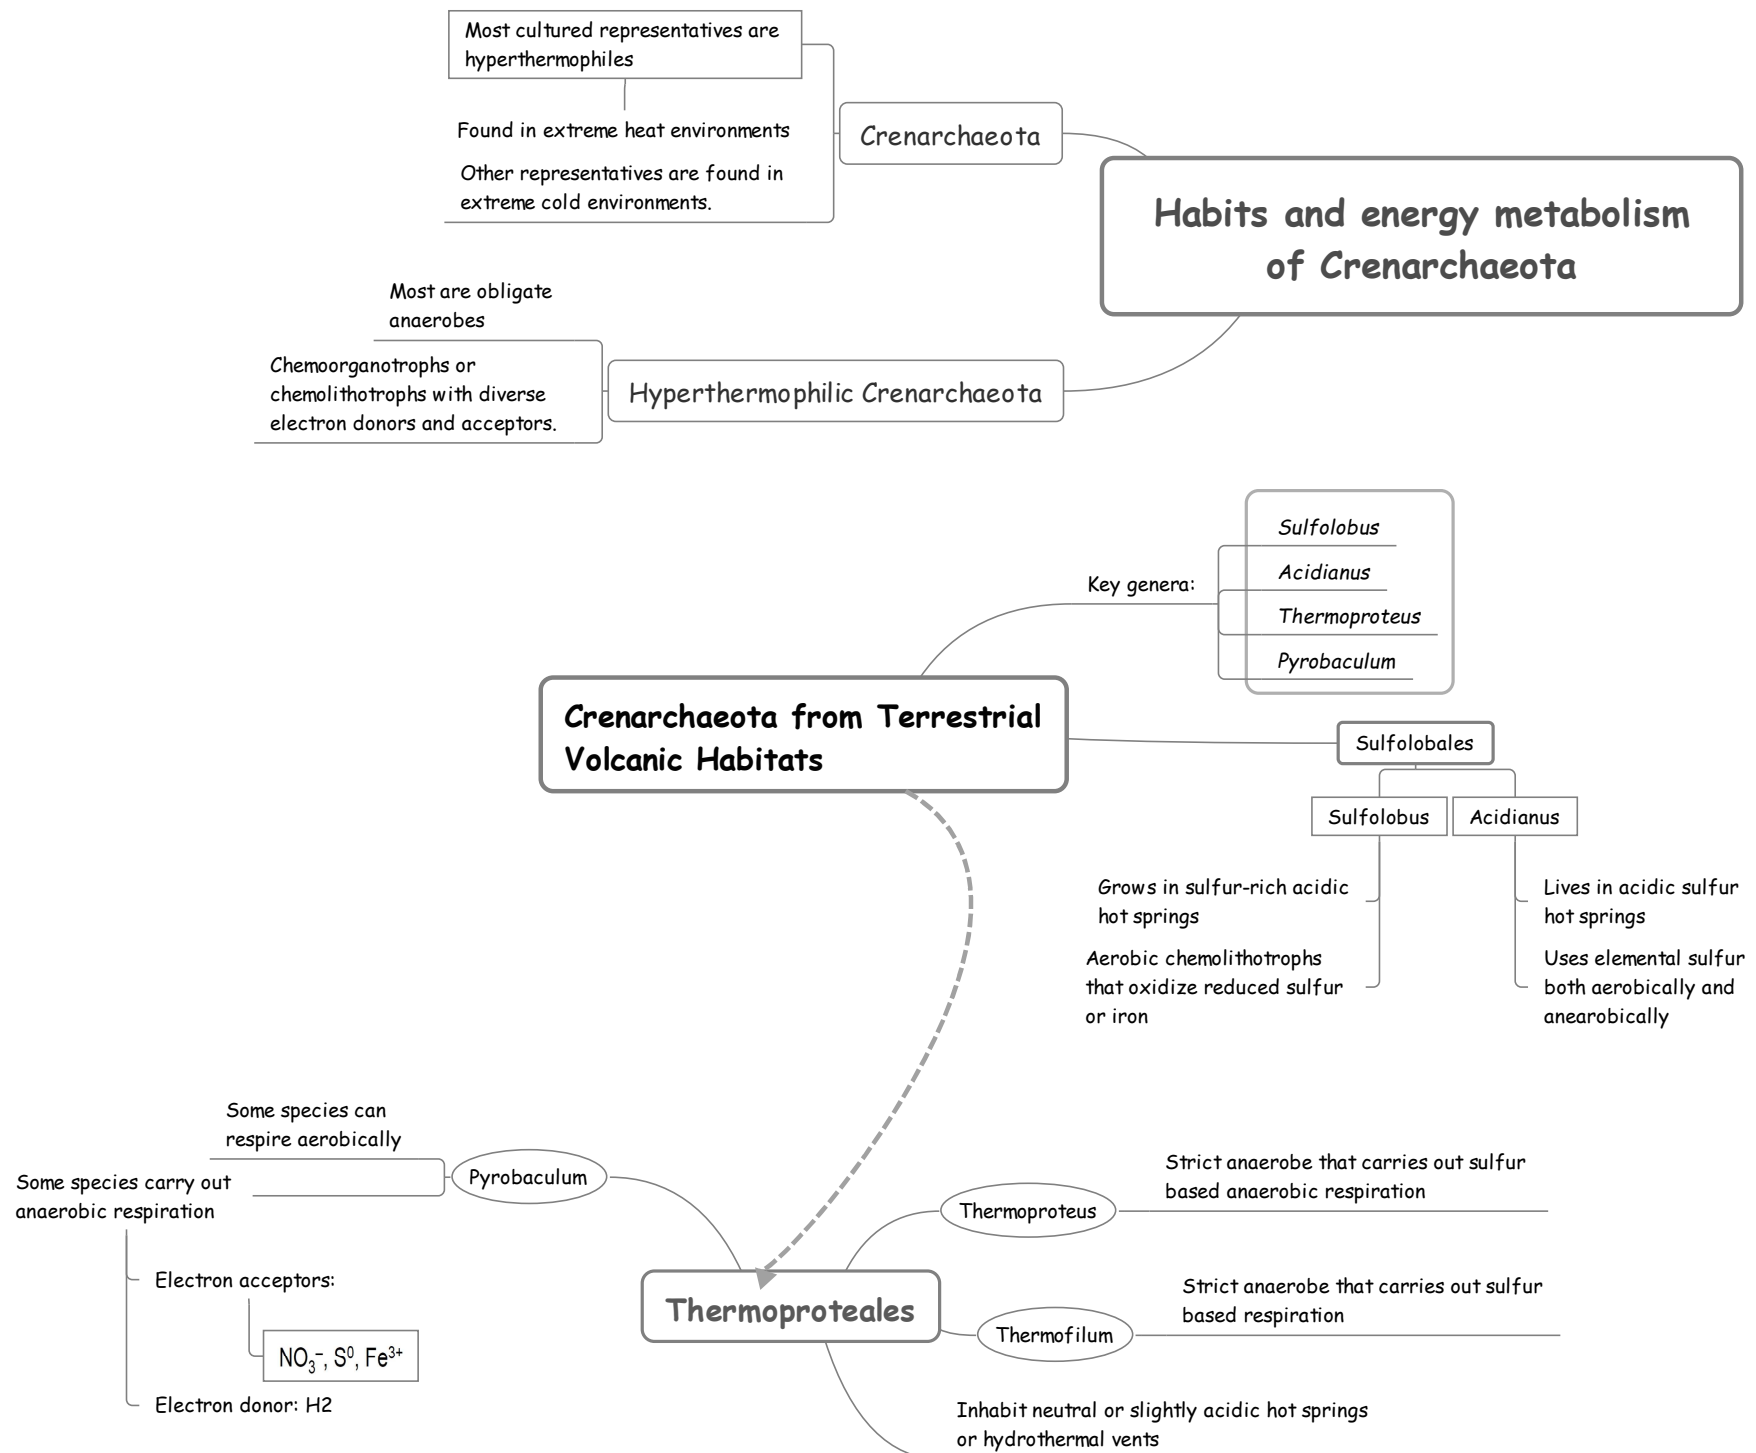 Most cultured representatives are
hyperthermophiles
Found in extreme heat environments
Other representatives are found in
extreme cold environments.
Crenarchaeota
Habits and energy metabolism
of Crenarchaeota
Most are obligate
anaerobes
Chemoorganotrophs or
chemolithotrophs with diverse
electron donors and acceptors.
Hyperthermophilic Crenarchaeota
Key genera:
Sulfolobus
Acidianus
Thermoproteus
Pyrobaculum
Crenarchaeota from Terrestrial
Volcanic Habitats
Sulfolobales
Sulfolobus
Acidianus
Grows in sulfur-rich acidic
hot springs
Aerobic chemolithotrophs
that oxidize reduced sulfur
or iron
Lives in acidic sulfur
hot springs
Uses elemental sulfur
both aerobically and
anearobically
Some species can
respire aerobically
Some species carry out
anaerobic respiration
Pyrobaculum
Electron acceptors:
NO₃⁻, S⁰, Fe³⁺
Electron donor: H2
Thermoproteales
Thermoproteus
Strict anaerobe that carries out sulfur
based anaerobic respiration
Thermofilum
Strict anaerobe that carries out sulfur
based respiration
Inhabit neutral or slightly acidic hot springs
or hydrothermal vents